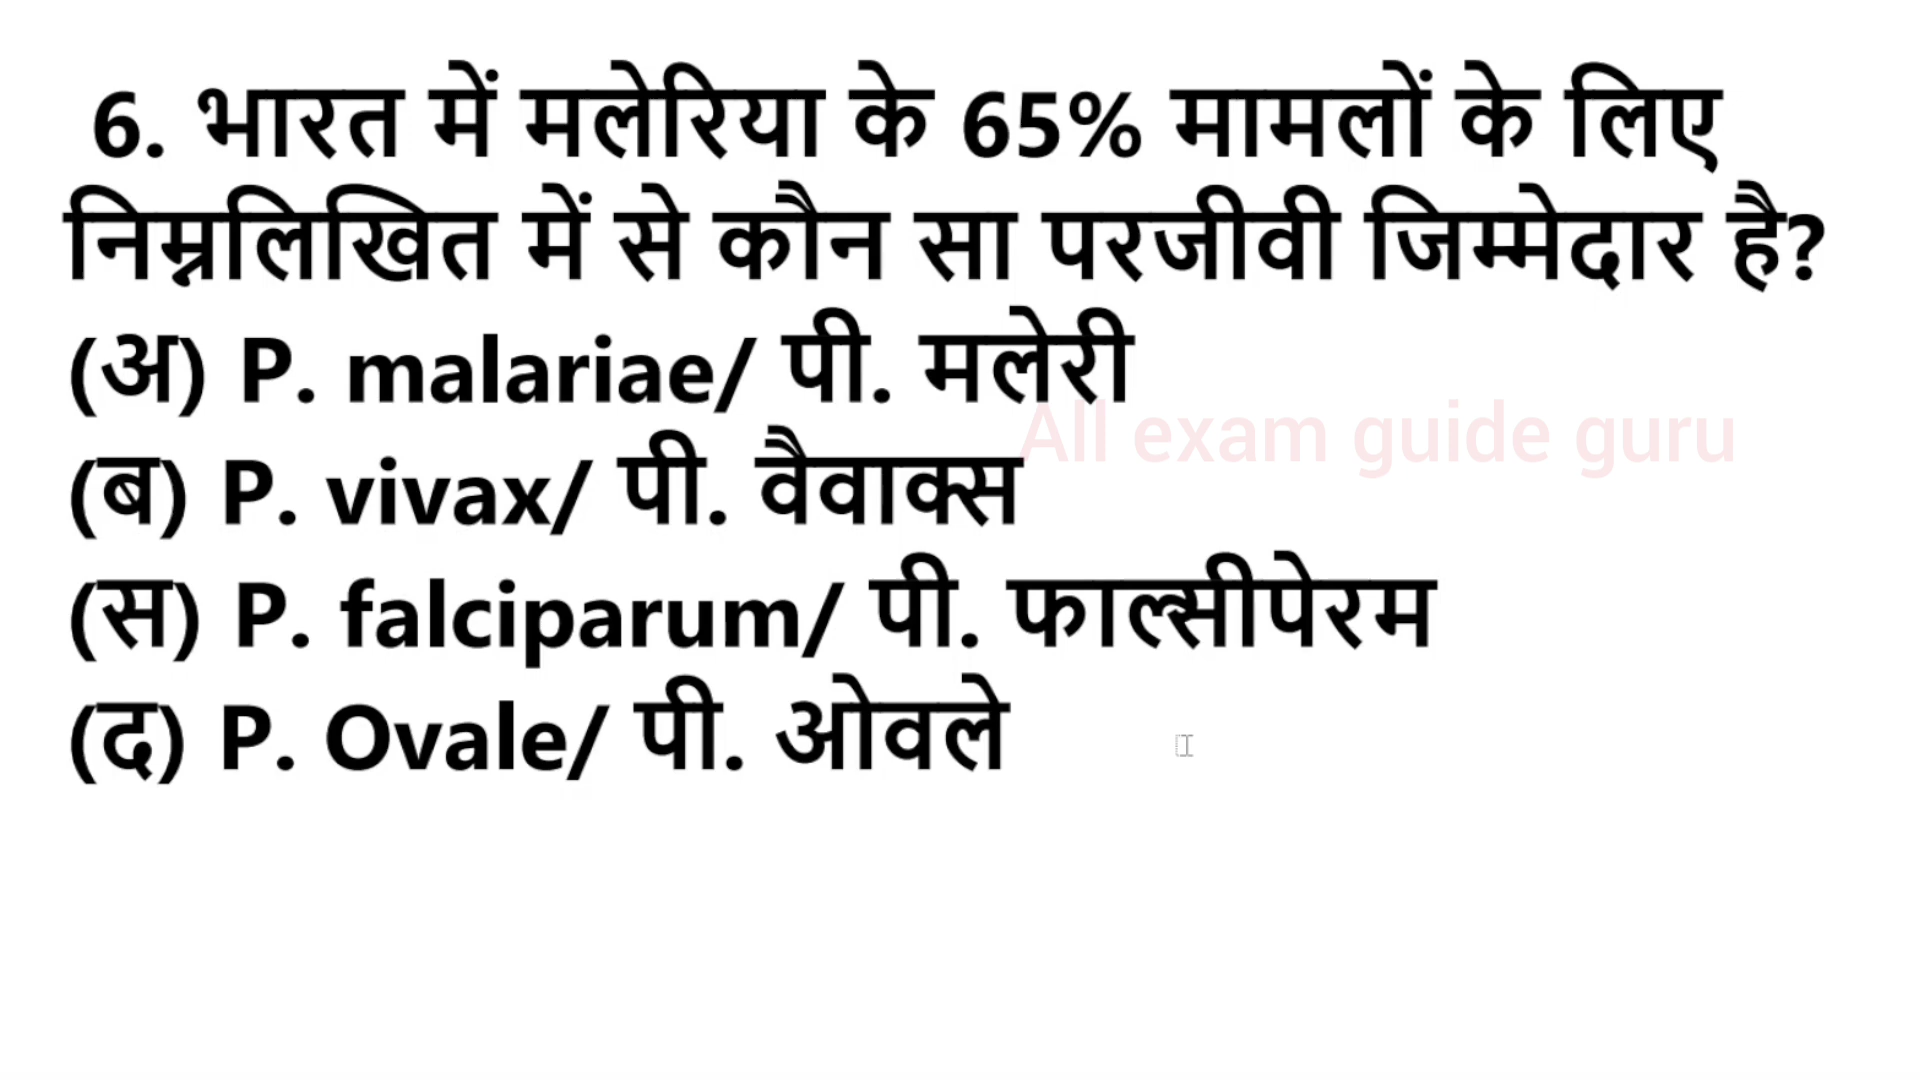 6. भारत में मलेरिया के 65% मामलों के लिए
निम्नलिखित में से कौन सा परजीवी जिम्मेदार है?
(अ) P. malariae/ पी. मलेरी
All exam guide guru
(ब) P. vivax/ पी. वैवाक्स
(स) P. falciparum/ पी. फाल्सीपेरम
(द) P. Ovale/ पी. ओवले